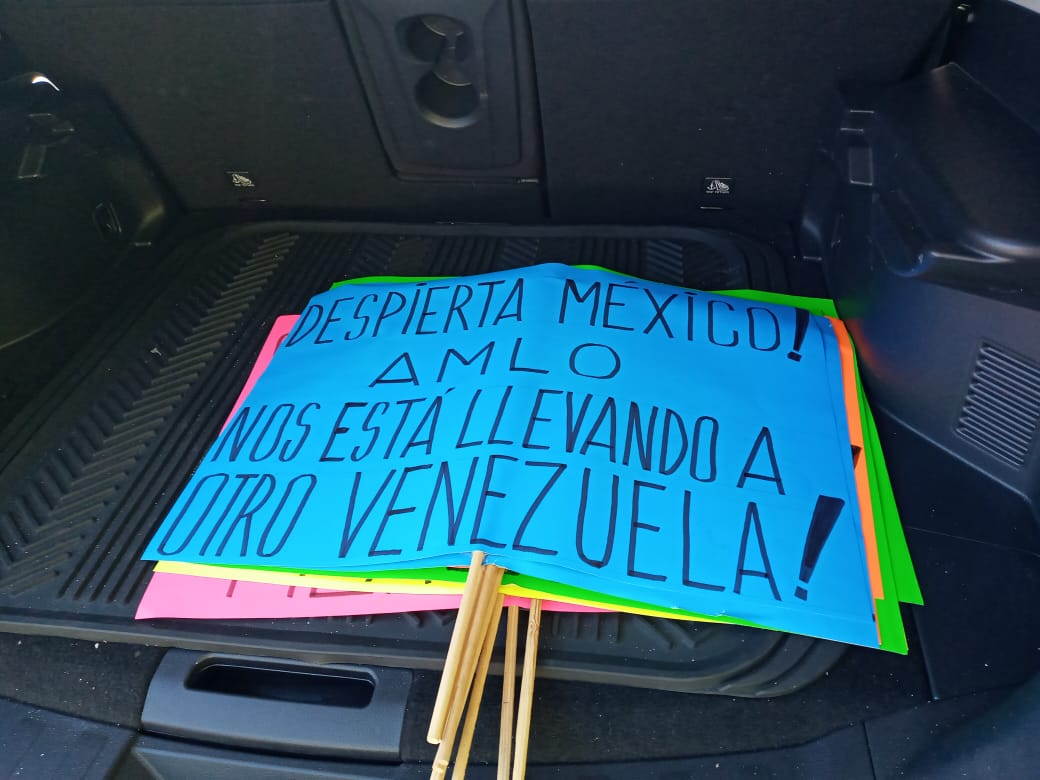 DESPIERTA MÉXICO!
AMLO
NOS ESTÁ LLEVANDO A
OTRO VENEZUELA!